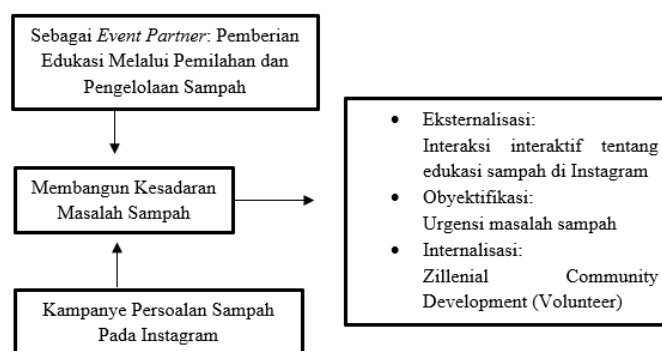 Sebagai Event Partner: Pemberian
Edukasi Melalui Pemilahan dan
Pengelolaan Sampah
Membangun Kesadaran
Masalah Sampah
Kampanye Persoalan Sampah
Pada Instagram
• Eksternalisasi:
Interaksi interaktif tentang
edukasi sampah di Instagram
• Obyektifikasi:
Urgensi masalah sampah
• Internalisasi:
Zillenial Community
Development (Volunteer)